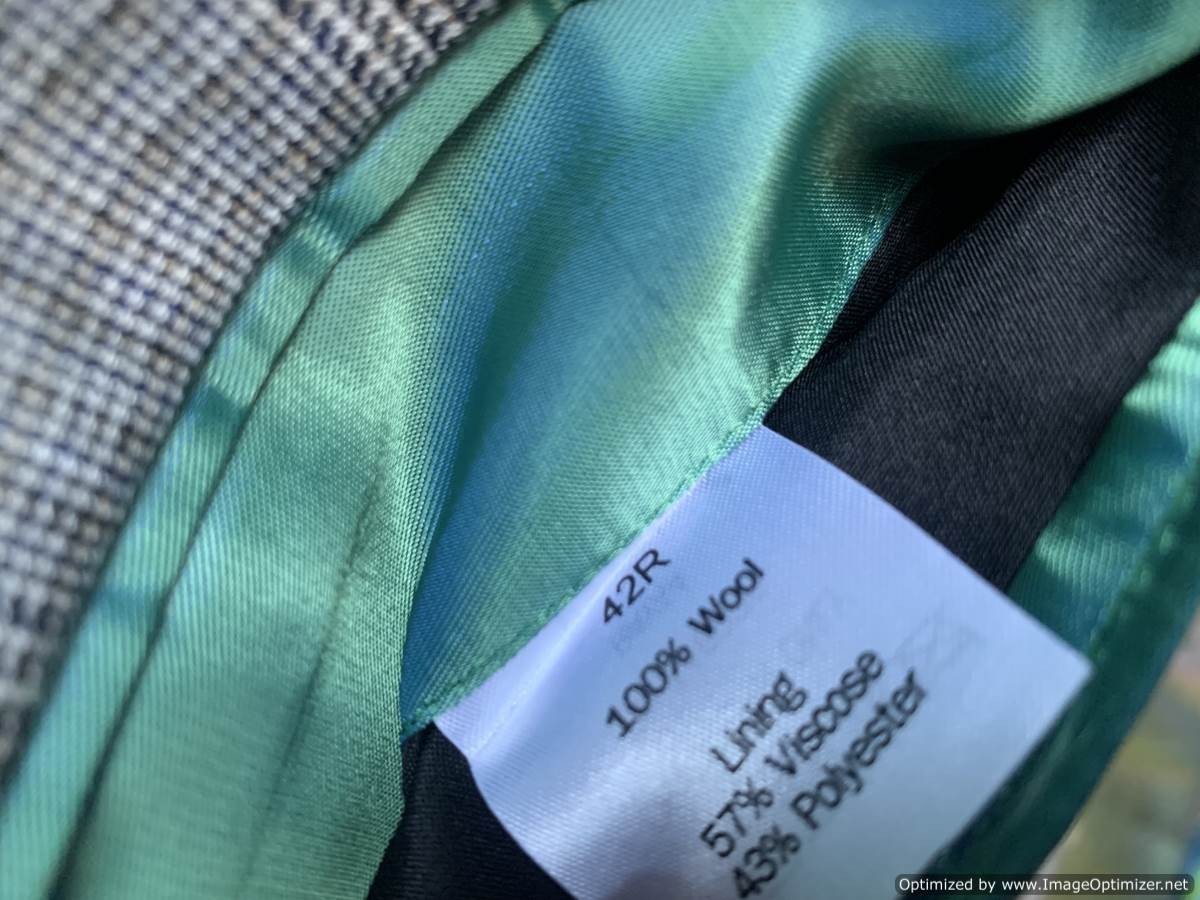 42R
100% Wool
Lining
57% Viscose
43% Polyester
Optimized by www.ImageOptimizer.net